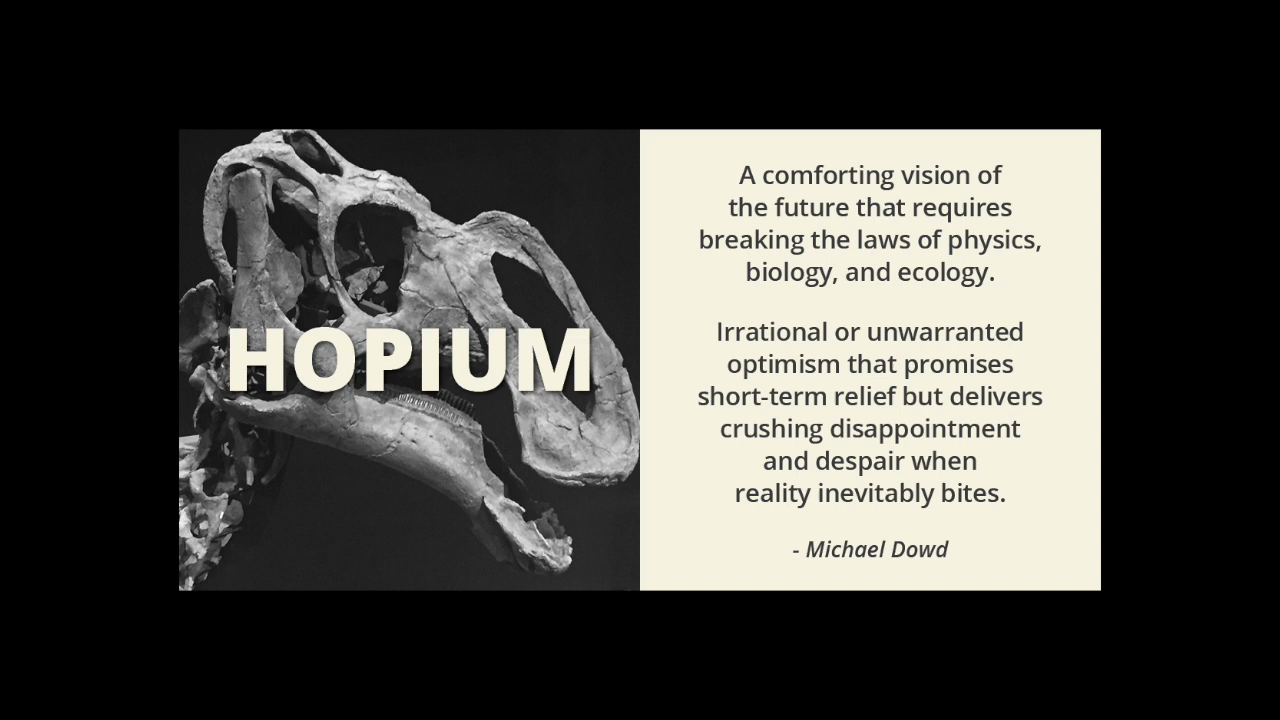 HOPIUM
A comforting vision of
the future that requires
breaking the laws of physics,
biology, and ecology.
Irrational or unwarranted
optimism that promises
short-term relief but delivers
crushing disappointment
and despair when
reality inevitably bites.
- Michael Dowd